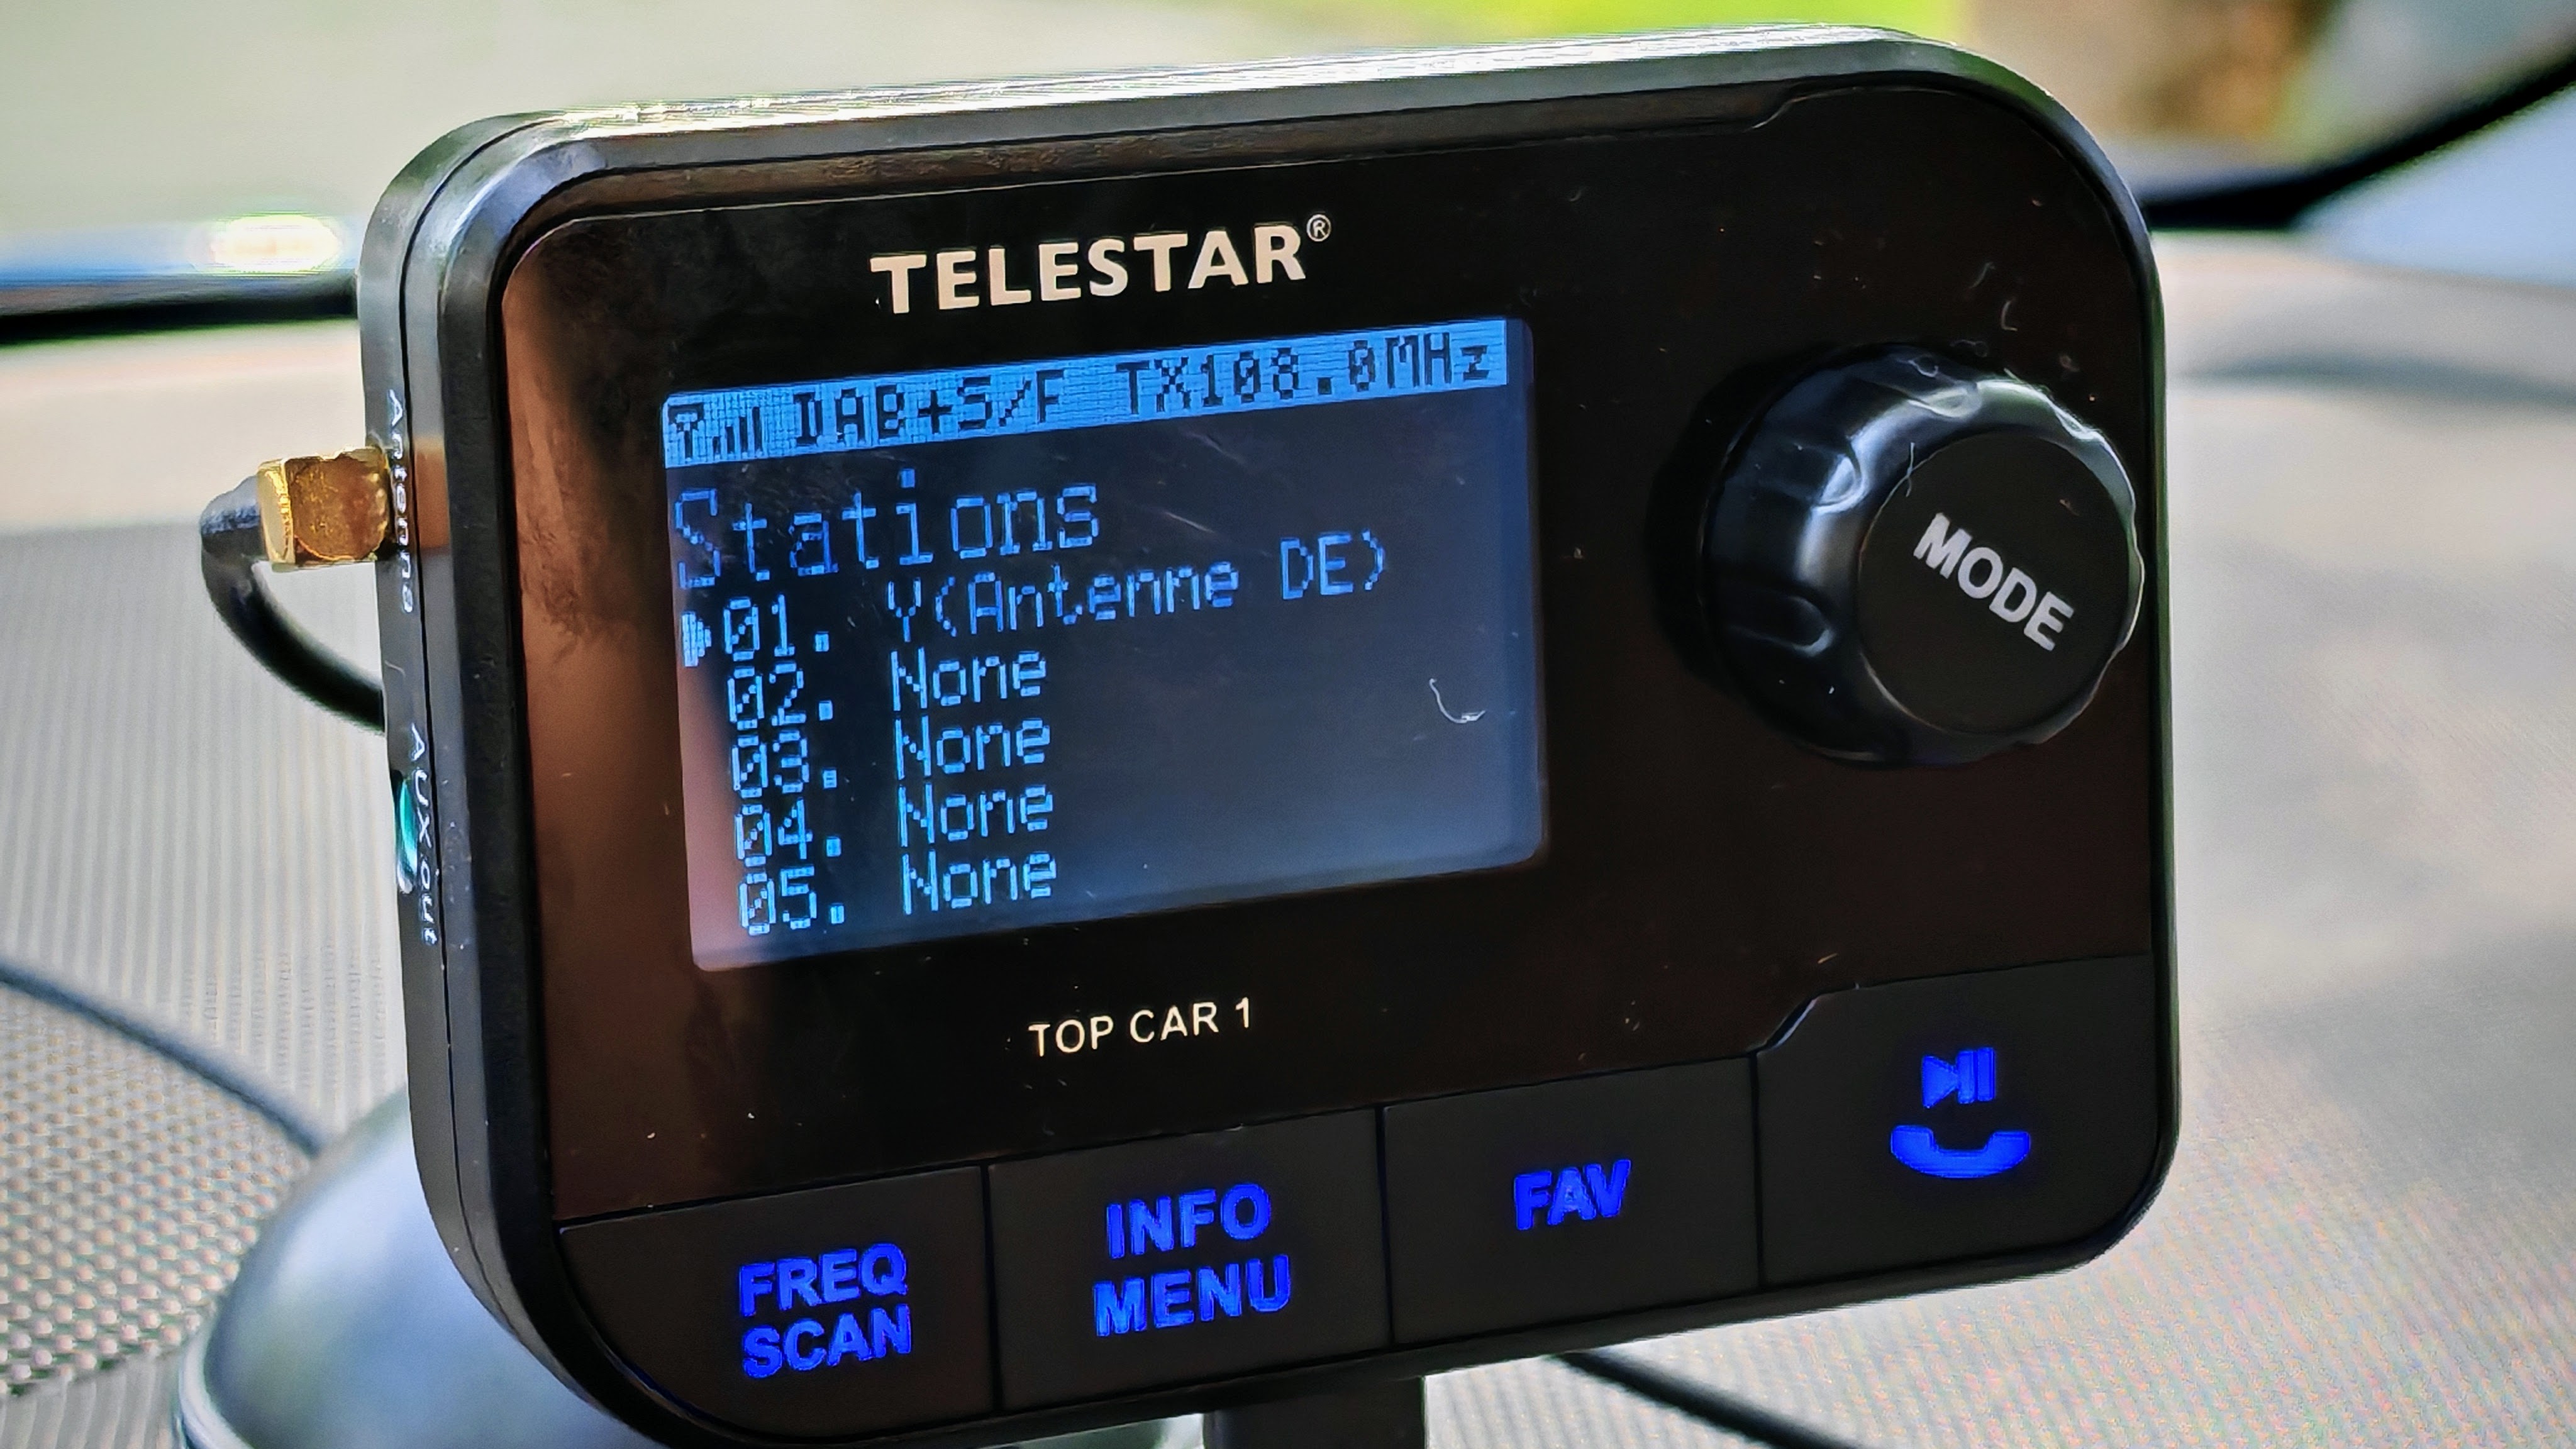 TELESTAR®
DAB+S/F TX108.0MHz
Stations
01. Y(Antenne DE)
02. None
03. None
04. None
05. None
MODE
TOP CAR 1
FREQ
SCAN
INFO
MENU
FAV
Antenna
AUX out